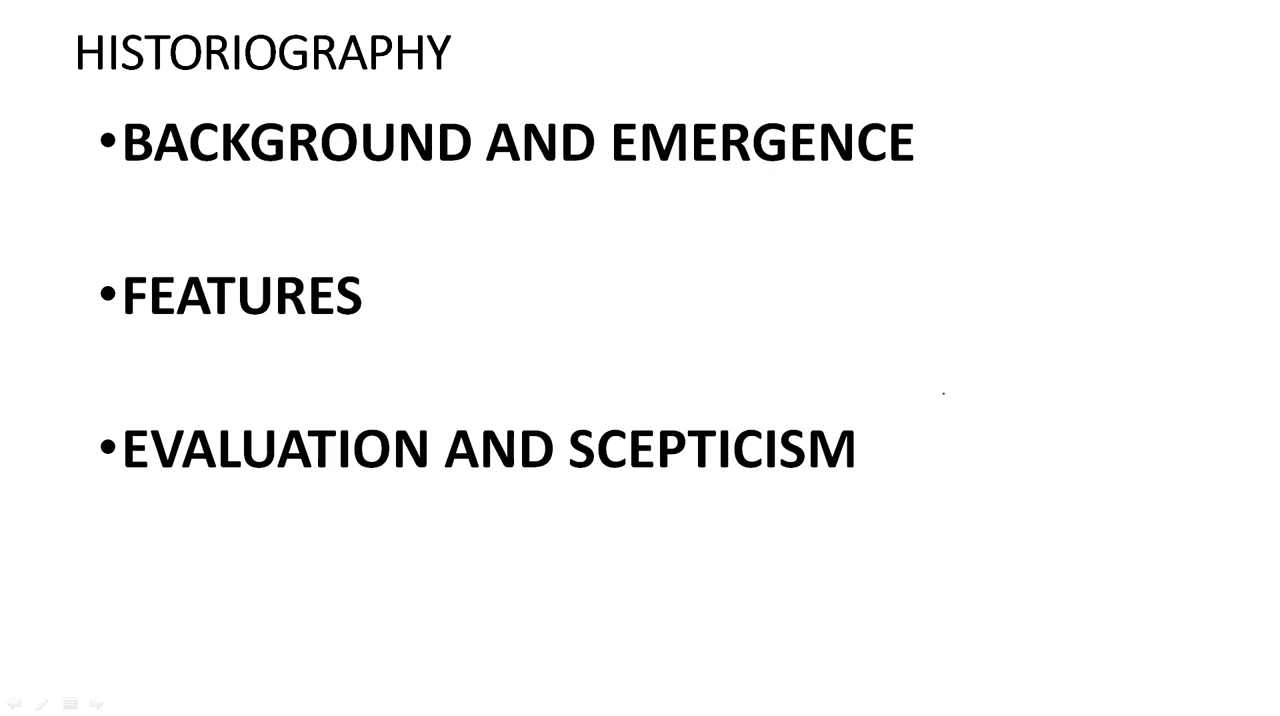 HISTORIOGRAPHY
•BACKGROUND AND EMERGENCE
•FEATURES
•EVALUATION AND SCEPTICISM